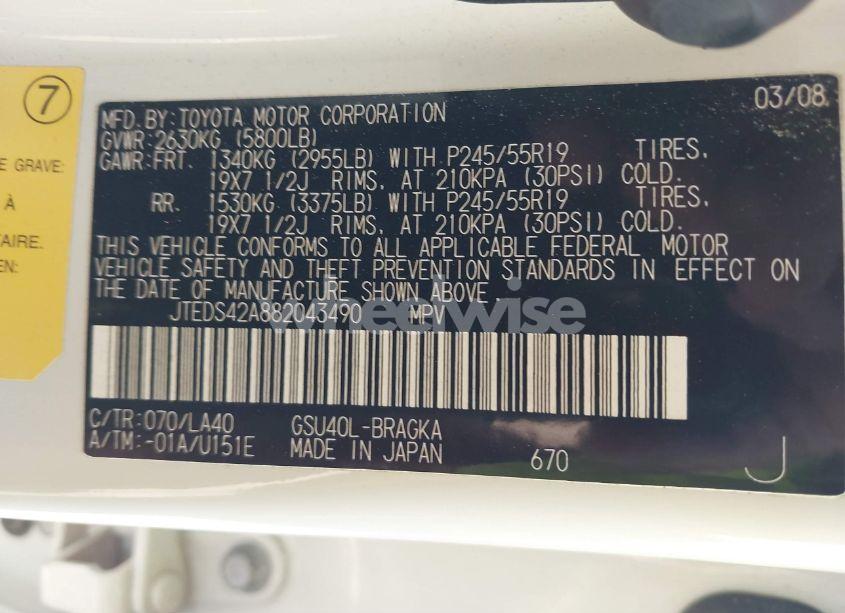 7
E GRAVE:
À
AIRE.
EN:
03/08
MFD. BY: TOYOTA MOTOR CORPORATION
GVWR: 2630KG (5800LB)
GAWR: FRT. 1340KG (2955LB) WITH P245/55R19 TIRES,
19X7 1/2J RIMS, AT 210KPA (30PSI) COLD.
RR. 1530KG (3375LB) WITH P245/55R19 TIRES,
19X7 1/2J RIMS, AT 210KPA (30PSI) COLD.
THIS VEHICLE CONFORMS TO ALL APPLICABLE FEDERAL MOTOR
VEHICLE SAFETY AND THEFT PREVENTION STANDARDS IN EFFECT ON
THE DATE OF MANUFACTURE SHOWN ABOVE.
JTEDS42A882043490 MPV
wheelwise
C/TR: 070/LA40 GSU40L-BRAGKA
A/TM: -01A/U151E MADE IN JAPAN 670 J